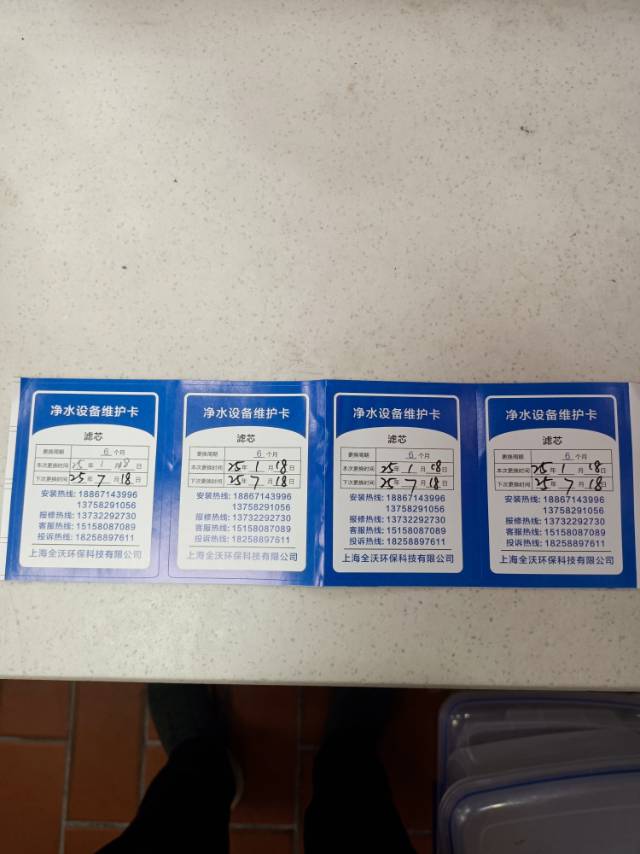 净水设备维护卡
滤芯
更换周期 6 个月
本次更换时间 25 年 1 月 18 日
下次更换时间 25 年 7 月 18 日
安装热线: 18867143996
13758291056
报修热线: 13732292730
客服热线: 15158087089
投诉热线: 18258897611
上海全沃环保科技有限公司
净水设备维护卡
滤芯
更换周期 6 个月
本次更换时间 25 年 1 月 18 日
下次更换时间 25 年 7 月 18 日
安装热线: 18867143996
13758291056
报修热线: 13732292730
客服热线: 15158087089
投诉热线: 18258897611
上海全沃环保科技有限公司
净水设备维护卡
滤芯
更换周期 6 个月
本次更换时间 25 年 1 月 18 日
下次更换时间 25 年 7 月 18 日
安装热线: 18867143996
13758291056
报修热线: 13732292730
客服热线: 15158087089
投诉热线: 18258897611
上海全沃环保科技有限公司
净水设备维护卡
滤芯
更换周期 6 个月
本次更换时间 25 年 1 月 18 日
下次更换时间 25 年 7 月 18 日
安装热线: 18867143996
13758291056
报修热线: 13732292730
客服热线: 15158087089
投诉热线: 18258897611
上海全沃环保科技有限公司